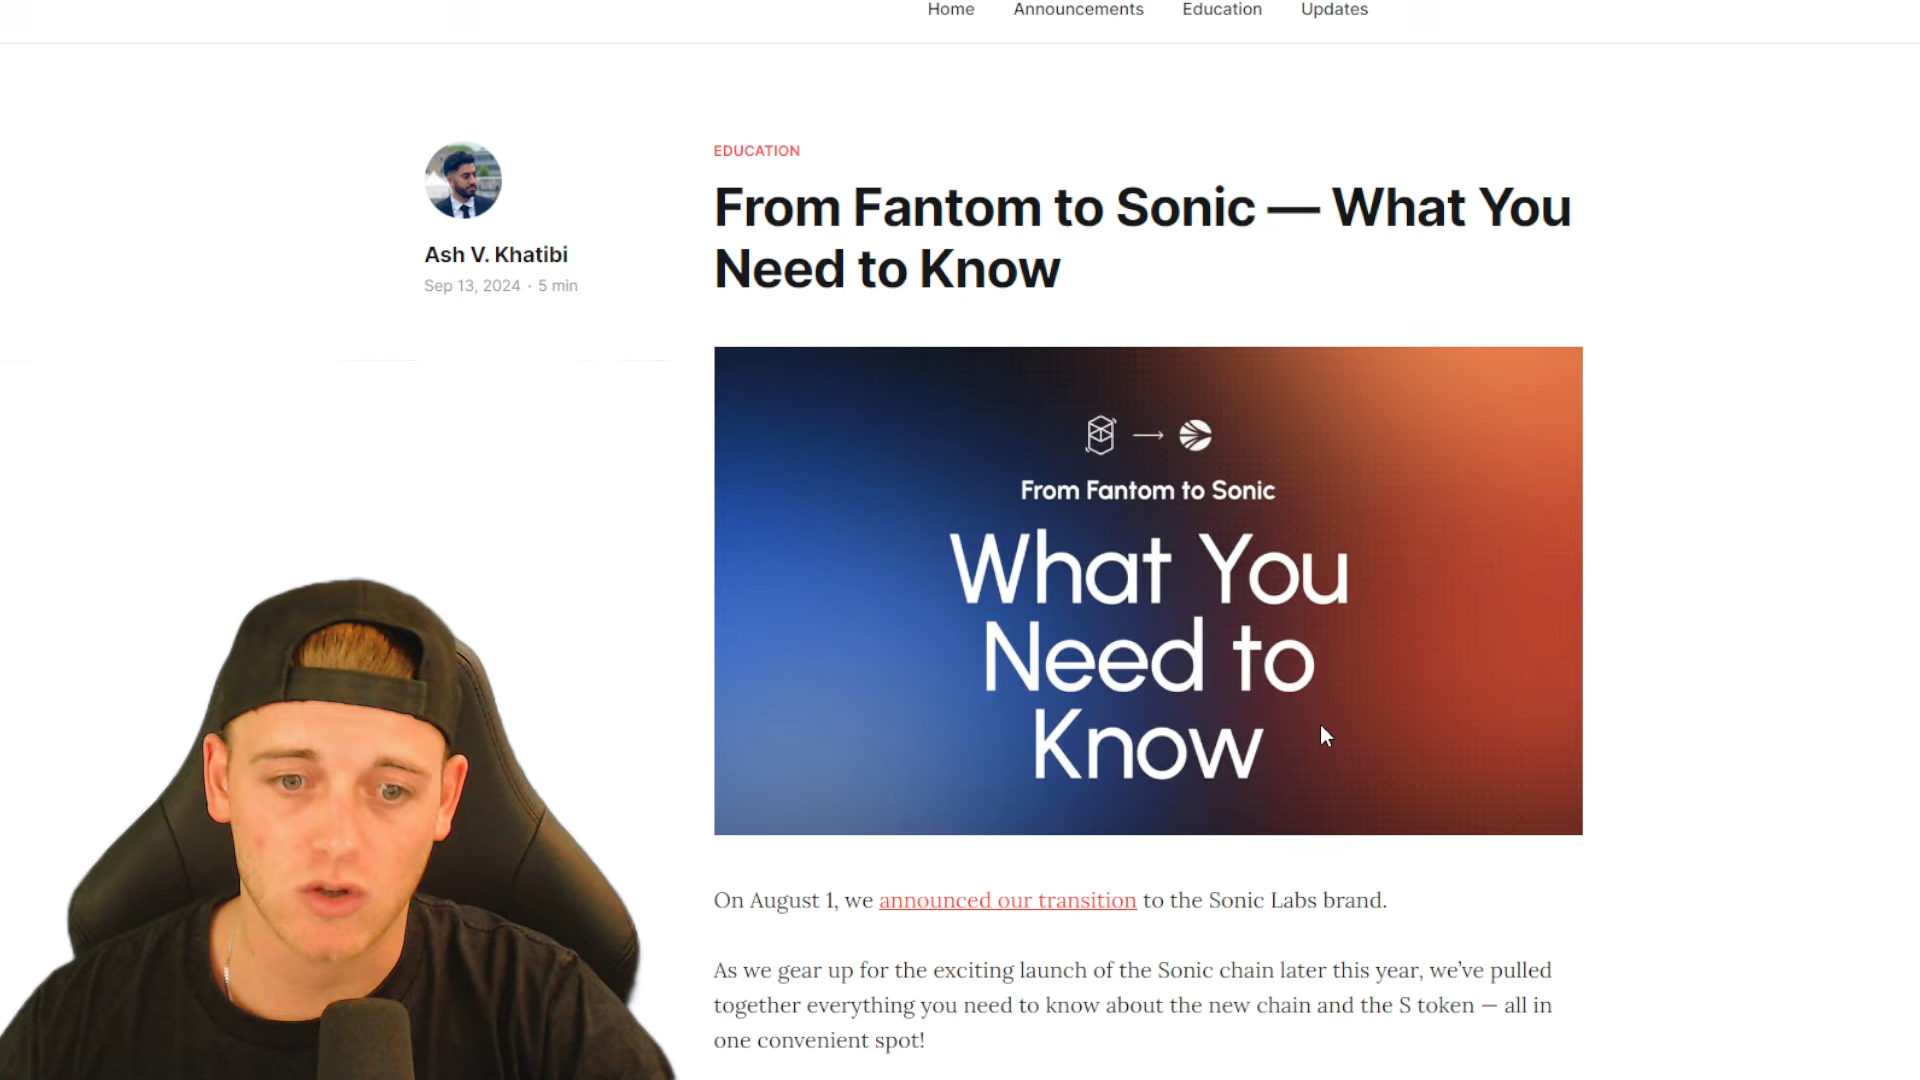 Home Announcements Education Updates
Ash V. Khatibi
Sep 13, 2024 · 5 min
EDUCATION
From Fantom to Sonic — What You
Need to Know
From Fantom to Sonic
What You
Need to
Know
On August 1, we announced our transition to the Sonic Labs brand.
As we gear up for the exciting launch of the Sonic chain later this year, we’ve pulled
together everything you need to know about the new chain and the S token — all in
one convenient spot!